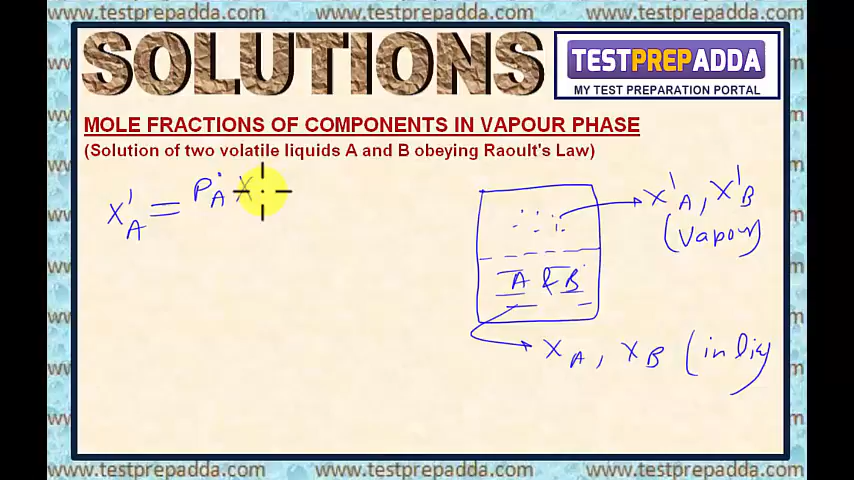 www.testprepadda.com www.testprepadda.com www.testprepadda.com
SOLUTIONS
TESTPREPADDA
MY TEST PREPARATION PORTAL
MOLE FRACTIONS OF COMPONENTS IN VAPOUR PHASE
(Solution of two volatile liquids A and B obeying Raoult's Law)
X'A = P°A X
X'A, X'B
(Vapour)
A & B
XA, XB (in Liq
www.testprepadda.com www.testprepadda.com www.testprepadda.com